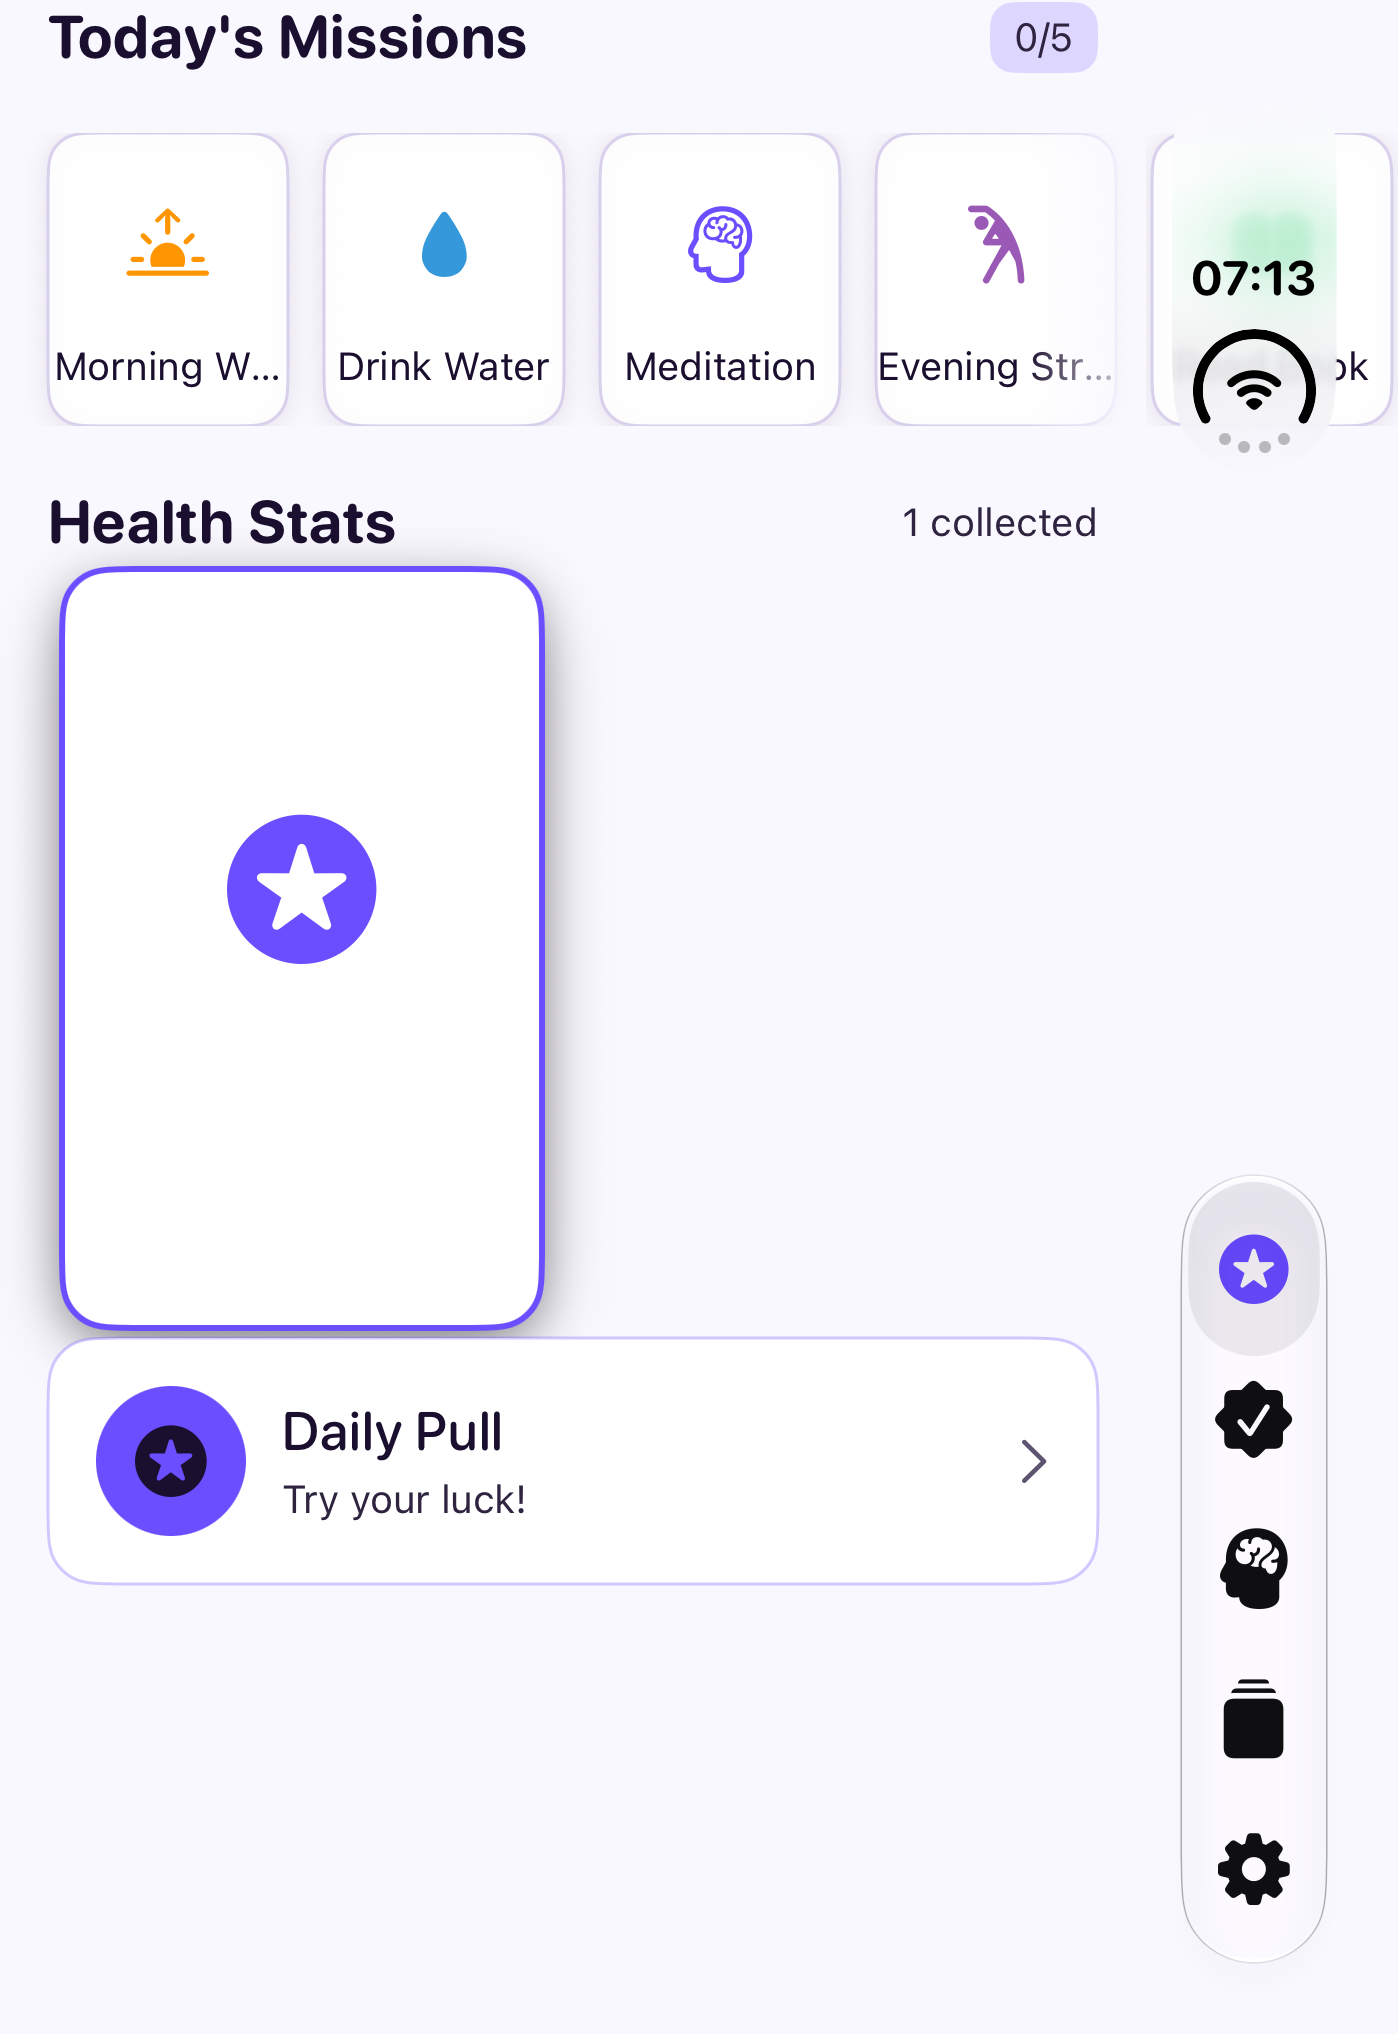 Today's Missions
0/5
07:13
Morning W...
Drink Water
Meditation
Evening Str...
ok
Health Stats
1 collected
Daily Pull
Try your luck!